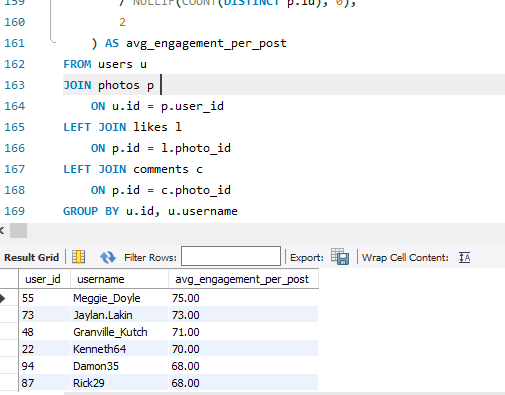 159 / NULLIF(COUNT(DISTINCT p.id), 0),
160 2
161 ) AS avg_engagement_per_post
162 FROM users u
163 JOIN photos p
164 ON u.id = p.user_id
165 LEFT JOIN likes l
166 ON p.id = l.photo_id
167 LEFT JOIN comments c
168 ON p.id = c.photo_id
169 GROUP BY u.id, u.username
Result Grid Filter Rows: Export: Wrap Cell Content:
user_id username avg_engagement_per_post
55 Meggie_Doyle 75.00
73 Jaylan.Lakin 73.00
48 Granville_Kutch 71.00
22 Kenneth64 70.00
94 Damon35 68.00
87 Rick29 68.00